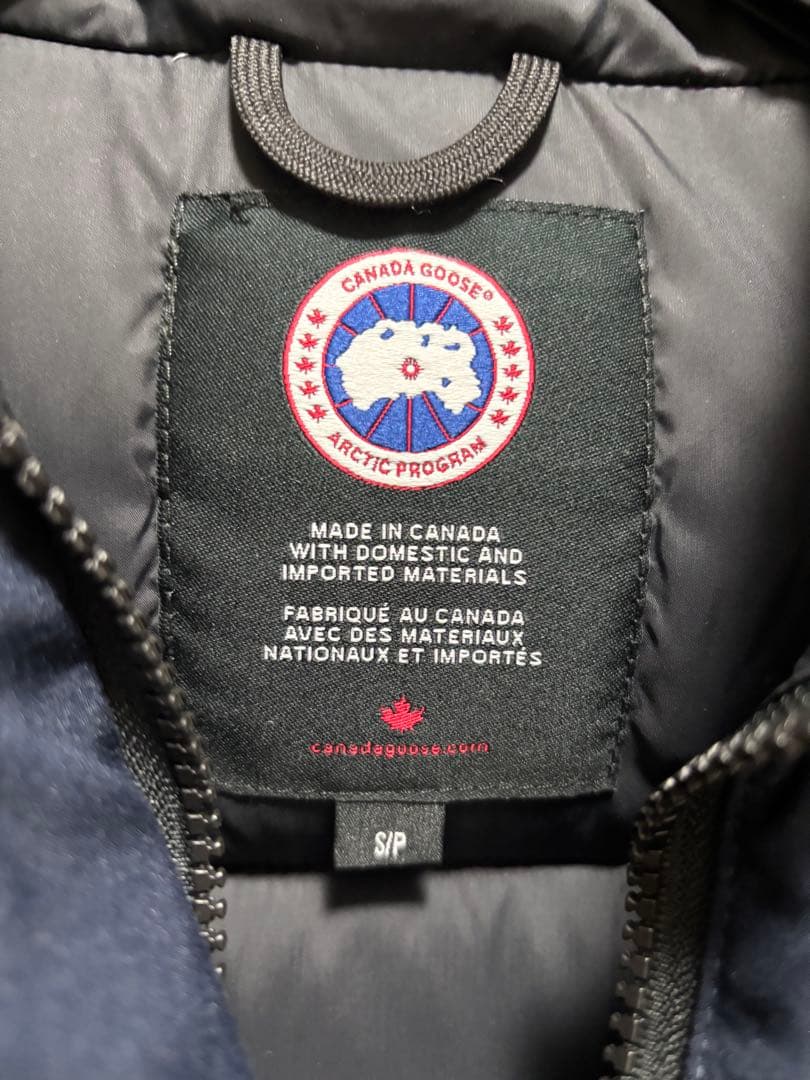 CANADA GOOSE®
ARCTIC PROGRAM
MADE IN CANADA
WITH DOMESTIC AND
IMPORTED MATERIALS
FABRIQUÉ AU CANADA
AVEC DES MATERIAUX
NATIONAUX ET IMPORTÉS
canadagoose.com
S/P